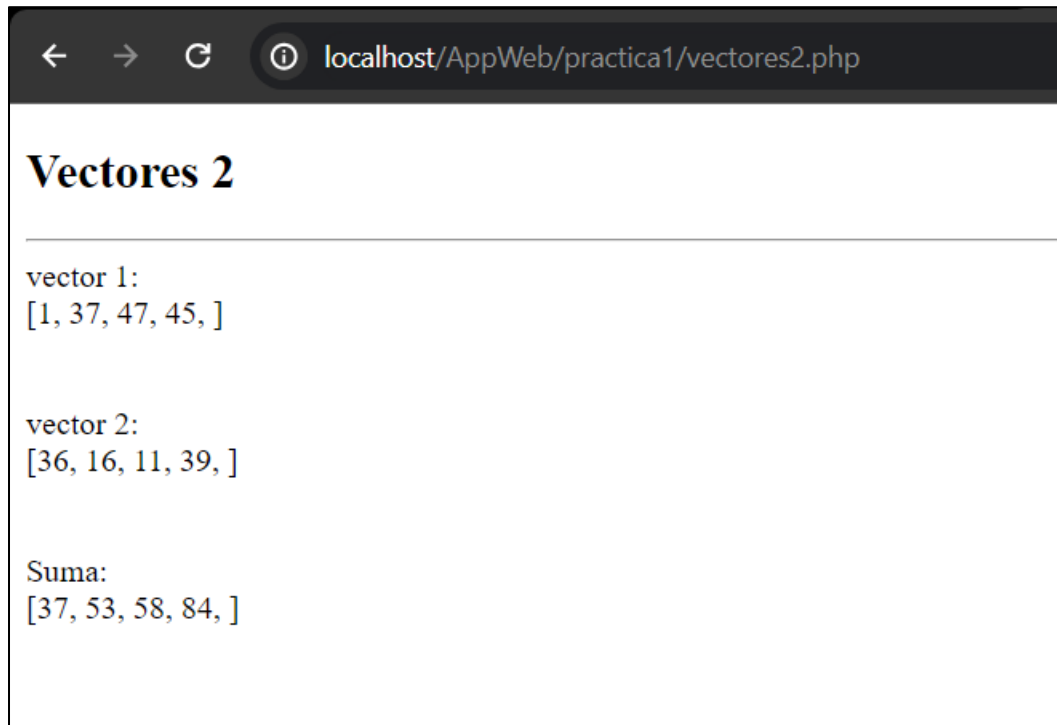 localhost/AppWeb/practica1/vectores2.php
Vectores 2
vector 1:
[1, 37, 47, 45, ]
vector 2:
[36, 16, 11, 39, ]
Suma:
[37, 53, 58, 84, ]